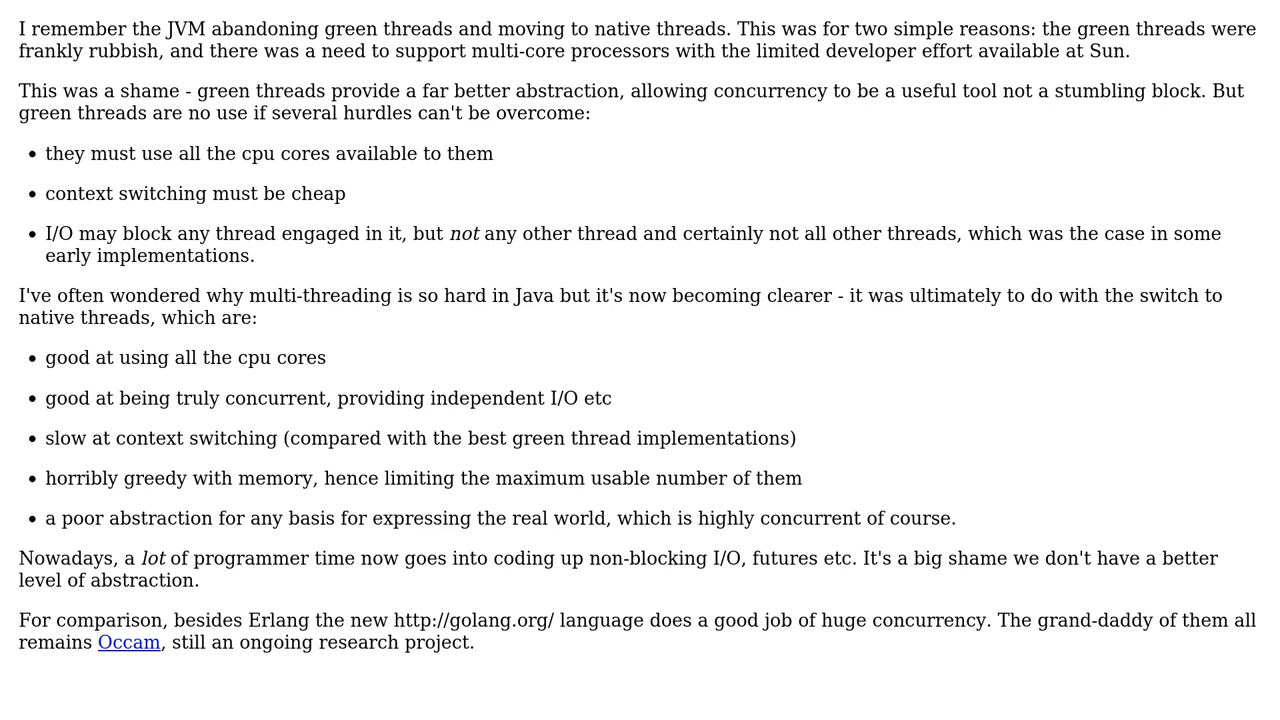 I remember the JVM abandoning green threads and moving to native threads. This was for two simple reasons: the green threads were
frankly rubbish, and there was a need to support multi-core processors with the limited developer effort available at Sun.
This was a shame - green threads provide a far better abstraction, allowing concurrency to be a useful tool not a stumbling block. But
green threads are no use if several hurdles can't be overcome:
• they must use all the cpu cores available to them
• context switching must be cheap
• I/O may block any thread engaged in it, but not any other thread and certainly not all other threads, which was the case in some
early implementations.
I've often wondered why multi-threading is so hard in Java but it's now becoming clearer - it was ultimately to do with the switch to
native threads, which are:
• good at using all the cpu cores
• good at being truly concurrent, providing independent I/O etc
• slow at context switching (compared with the best green thread implementations)
• horribly greedy with memory, hence limiting the maximum usable number of them
• a poor abstraction for any basis for expressing the real world, which is highly concurrent of course.
Nowadays, a lot of programmer time now goes into coding up non-blocking I/O, futures etc. It's a big shame we don't have a better
level of abstraction.
For comparison, besides Erlang the new http://golang.org/ language does a good job of huge concurrency. The grand-daddy of them all
remains Occam, still an ongoing research project.